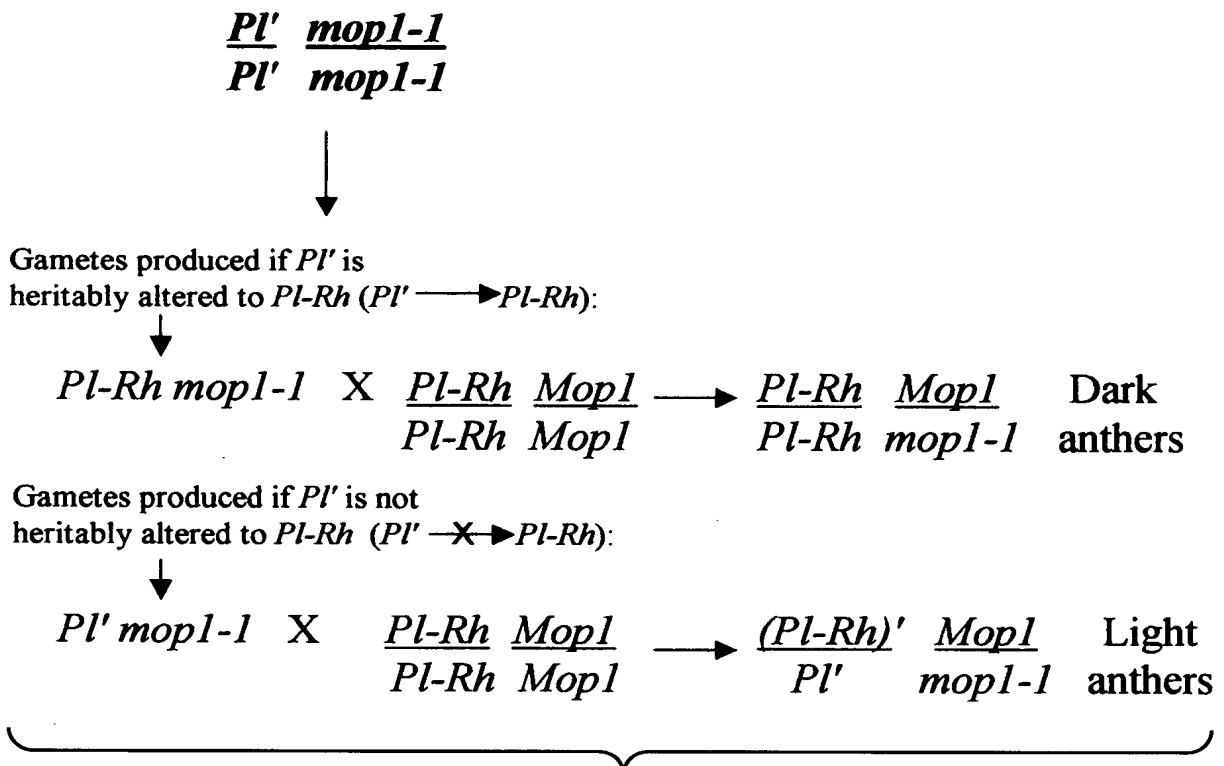 Pl' mop1-1
Pl' mop1-1
Gametes produced if Pl' is
heritably altered to Pl-Rh (Pl' → Pl-Rh):
Pl-Rh mop1-1 X Pl-Rh Mop1 → Pl-Rh Mop1 Dark
Pl-Rh Mop1 Pl-Rh mop1-1 anthers
Gametes produced if Pl' is not
heritably altered to Pl-Rh (Pl' –X→ Pl-Rh):
Pl' mop1-1 X Pl-Rh Mop1 → (Pl-Rh)' Mop1 Light
Pl-Rh Mop1 Pl' mop1-1 anthers